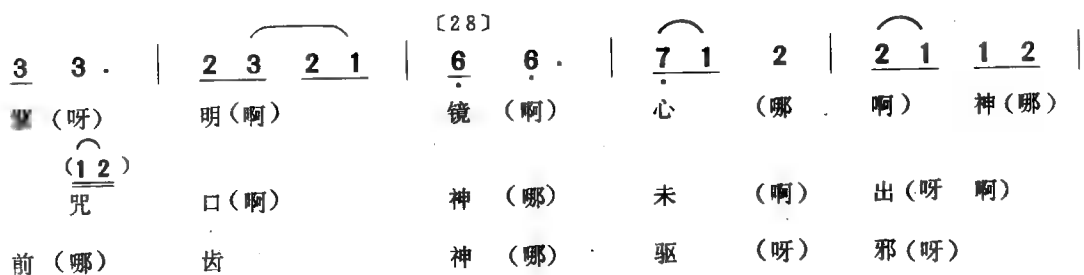 〔28〕
3 3 . | 2 3 2 1 | 6 6 . | 7 1 2 | 2 1 1 2 |
（呀） 明（啊） 镜（啊） 心（哪 啊）神（哪）
（1 2）
咒 口（啊） 神（哪） 未（啊） 出（呀 啊）
前（哪） 齿 神（哪） 驱（呀） 邪（呀）